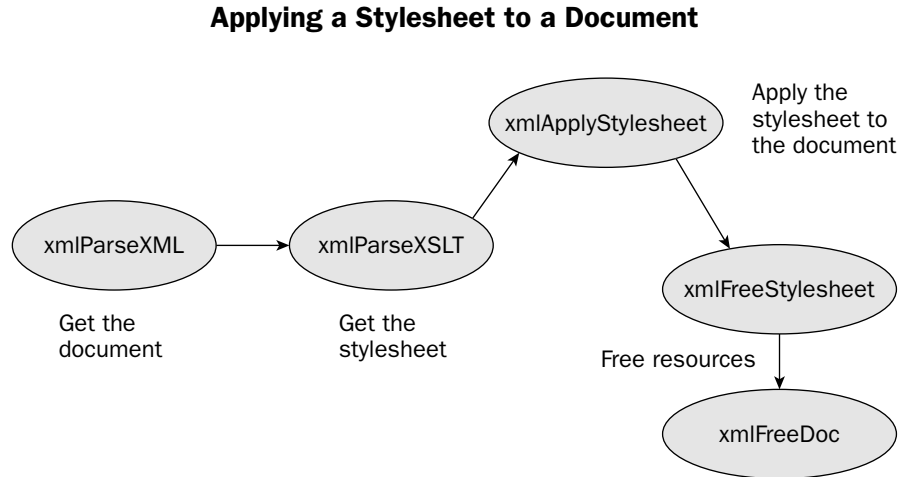 Applying a Stylesheet to a Document
xmlApplyStylesheet
Apply the
stylesheet to
the document
xmlParseXML
xmlParseXSLT
xmlFreeStylesheet
Get the
document
Get the
stylesheet
Free resources
xmlFreeDoc